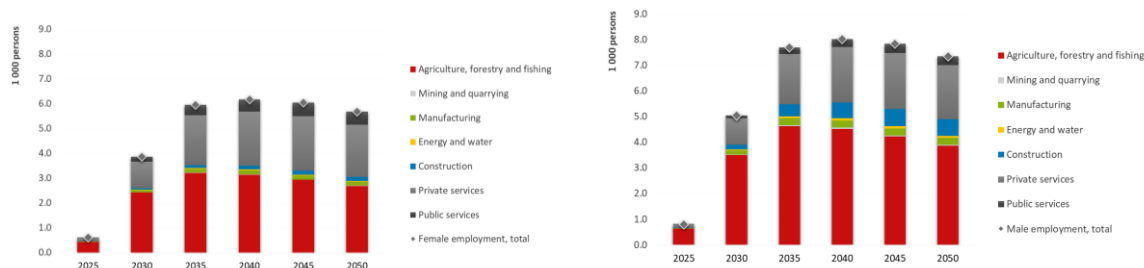 1 000 persons
9.0
8.0
7.0
6.0
5.0
4.0
3.0
2.0
1.0
0.0
2025 2030 2035 2040 2045 2050
Agriculture, forestry and fishing
Mining and quarrying
Manufacturing
Energy and water
Construction
Private services
Public services
Female employment, total
1 000 persons
9.0
8.0
7.0
6.0
5.0
4.0
3.0
2.0
1.0
0.0
2025 2030 2035 2040 2045 2050
Agriculture, forestry and fishing
Mining and quarrying
Manufacturing
Energy and water
Construction
Private services
Public services
Male employment, total